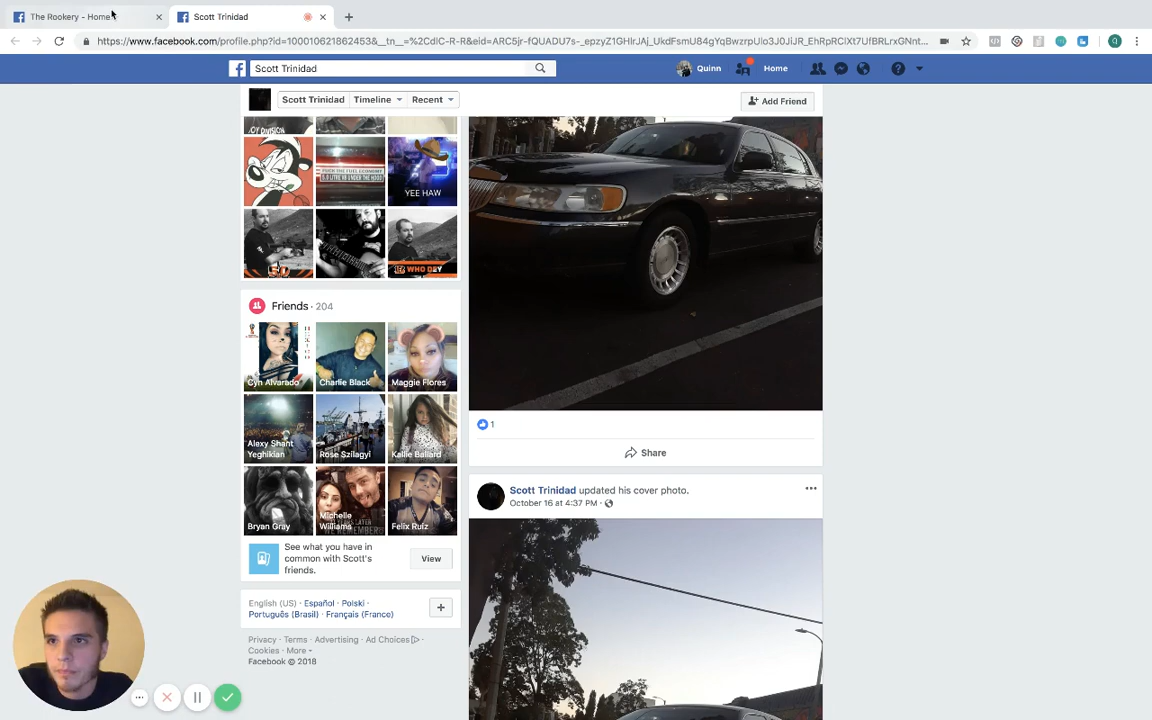 The Rookery - Home
Scott Trinidad
Scott Trinidad
Quinn
Home
Scott Trinidad
Timeline
Recent
Add Friend
JOY DIVISION
YEE HAW
WHO DEY
Friends · 204
Cyn Alvarado
Charlie Black
Maggie Flores
Alexy Shant
Yeghikian
Rose Szilagyi
Kallie Ballard
Bryan Gray
Michelle
Williams
Felix Ruiz
See what you have in
common with Scott's
friends.
View
English (US) · Español · Polski ·
Português (Brasil) · Français (France)
Privacy · Terms · Advertising · Ad Choices ·
Cookies · More
Facebook © 2018
1
Share
Scott Trinidad updated his cover photo.
October 16 at 4:37 PM ·